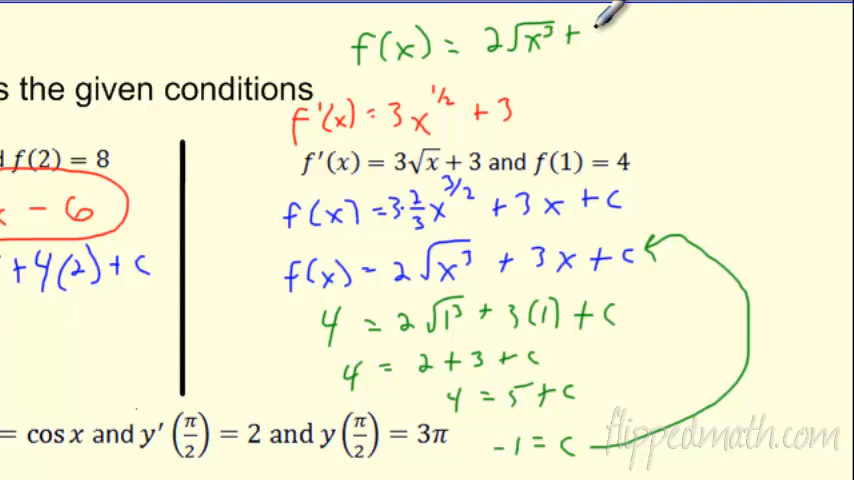 f(x) = 2√x³ +
s the given conditions
f'(x) = 3x^{1/2} + 3
f(2) = 8
f'(x) = 3√x + 3 and f(1) = 4
x - 6
f(x) = 3·2/3 x^{3/2} + 3x + c
+ 4(2) + c
f(x) = 2√x³ + 3x + c
4 = 2√1³ + 3(1) + c
4 = 2 + 3 + c
4 = 5 + c
= cos x and y'(π/2) = 2 and y(π/2) = 3π
-1 = c
flippedmath.com